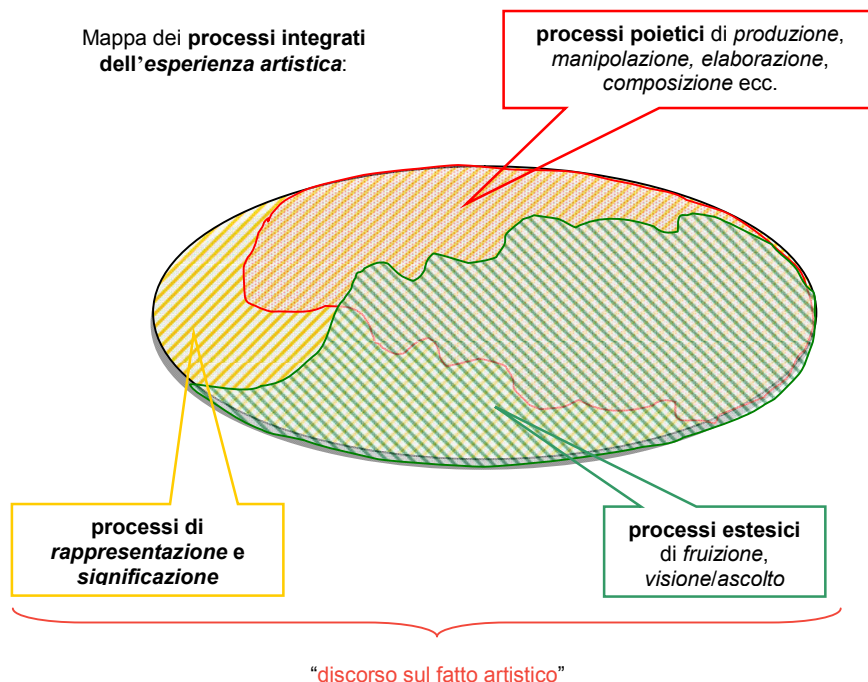 Mappa dei processi integrati
dell’esperienza artistica:
processi poietici di produzione,
manipolazione, elaborazione,
composizione ecc.
processi di
rappresentazione e
significazione
processi estesici
di fruizione,
visione/ascolto
“discorso sul fatto artistico”